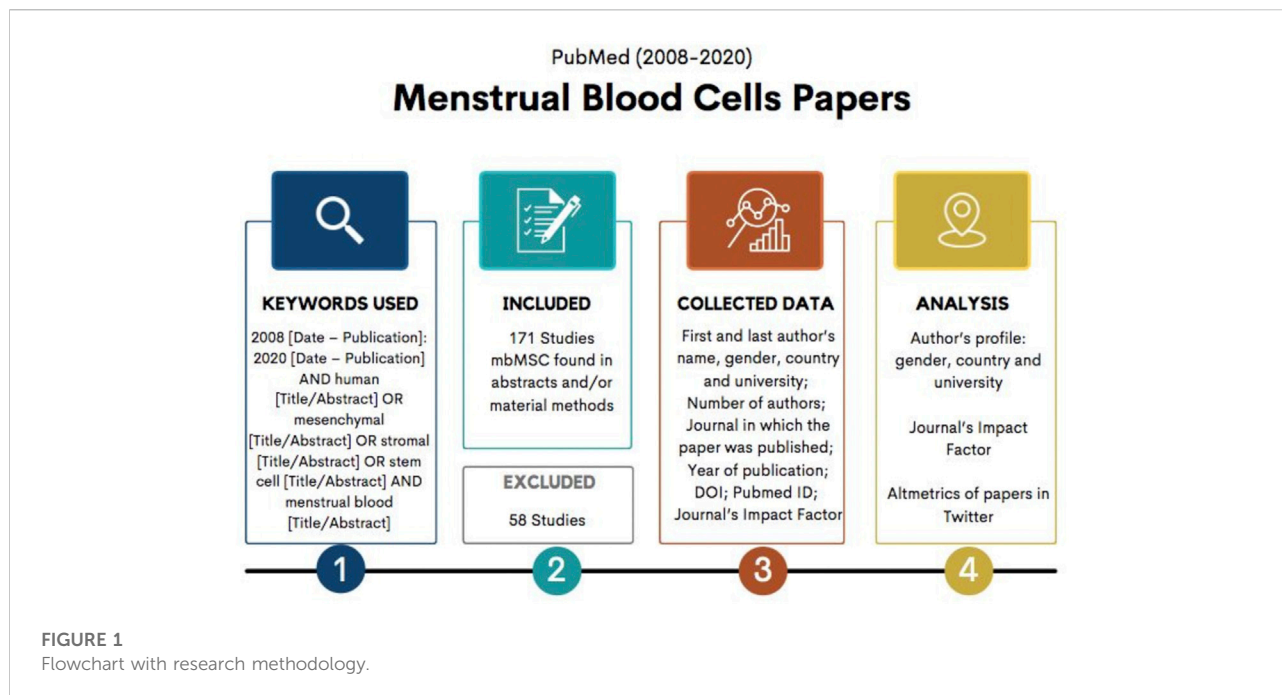 PubMed (2008-2020)
Menstrual Blood Cells Papers
KEYWORDS USED
2008 [Date – Publication]:
2020 [Date – Publication]
AND human
[Title/Abstract] OR
mesenchymal
[Title/Abstract] OR stromal
[Title/Abstract] OR stem
cell [Title/Abstract] AND
menstrual blood
[Title/Abstract]
1
INCLUDED
171 Studies
mbMSC found in
abstracts and/or
material methods
EXCLUDED
58 Studies
2
COLLECTED DATA
First and last author's
name, gender, country
and university;
Number of authors;
Journal in which the
paper was published;
Year of publication;
DOI; Pubmed ID;
Journal's Impact Factor
3
ANALYSIS
Author's profile:
gender, country and
university
Journal's Impact
Factor
Altmetrics of papers in
Twitter
4
FIGURE 1
Flowchart with research methodology.